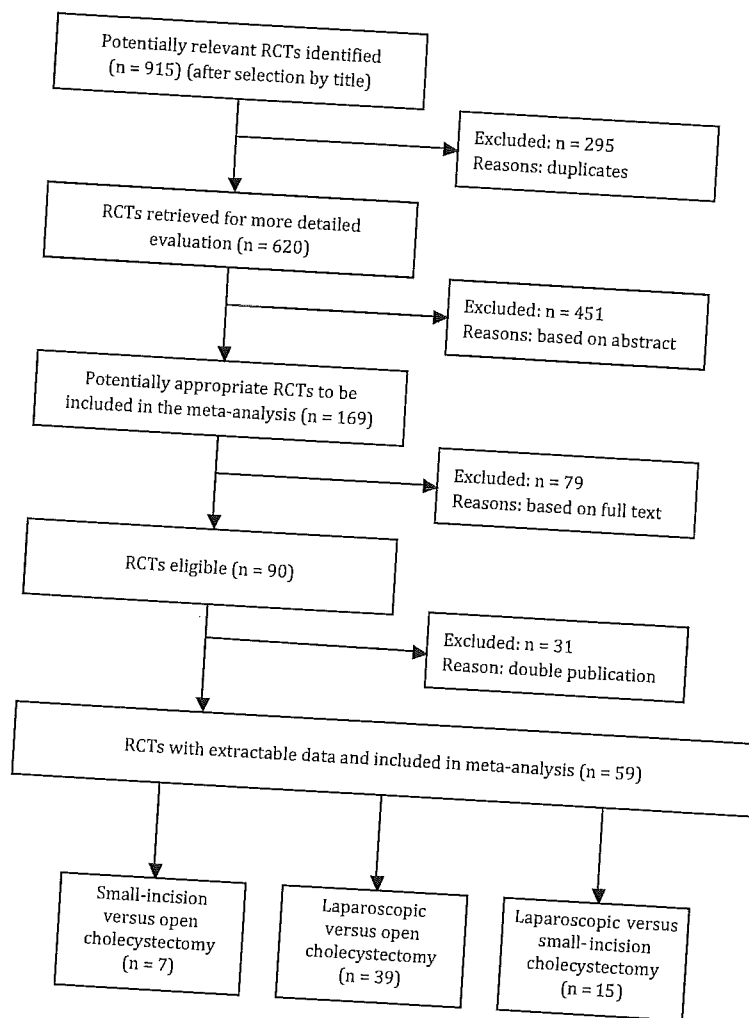 Potentially relevant RCTs identified
(n = 915) (after selection by title)
Excluded: n = 295
Reasons: duplicates
RCTs retrieved for more detailed
evaluation (n = 620)
Excluded: n = 451
Reasons: based on abstract
Potentially appropriate RCTs to be
included in the meta-analysis (n = 169)
Excluded: n = 79
Reasons: based on full text
RCTs eligible (n = 90)
Excluded: n = 31
Reason: double publication
RCTs with extractable data and included in meta-analysis (n = 59)
Small-incision
versus open
cholecystectomy
(n = 7)
Laparoscopic
versus open
cholecystectomy
(n = 39)
Laparoscopic versus
small-incision
cholecystectomy
(n = 15)